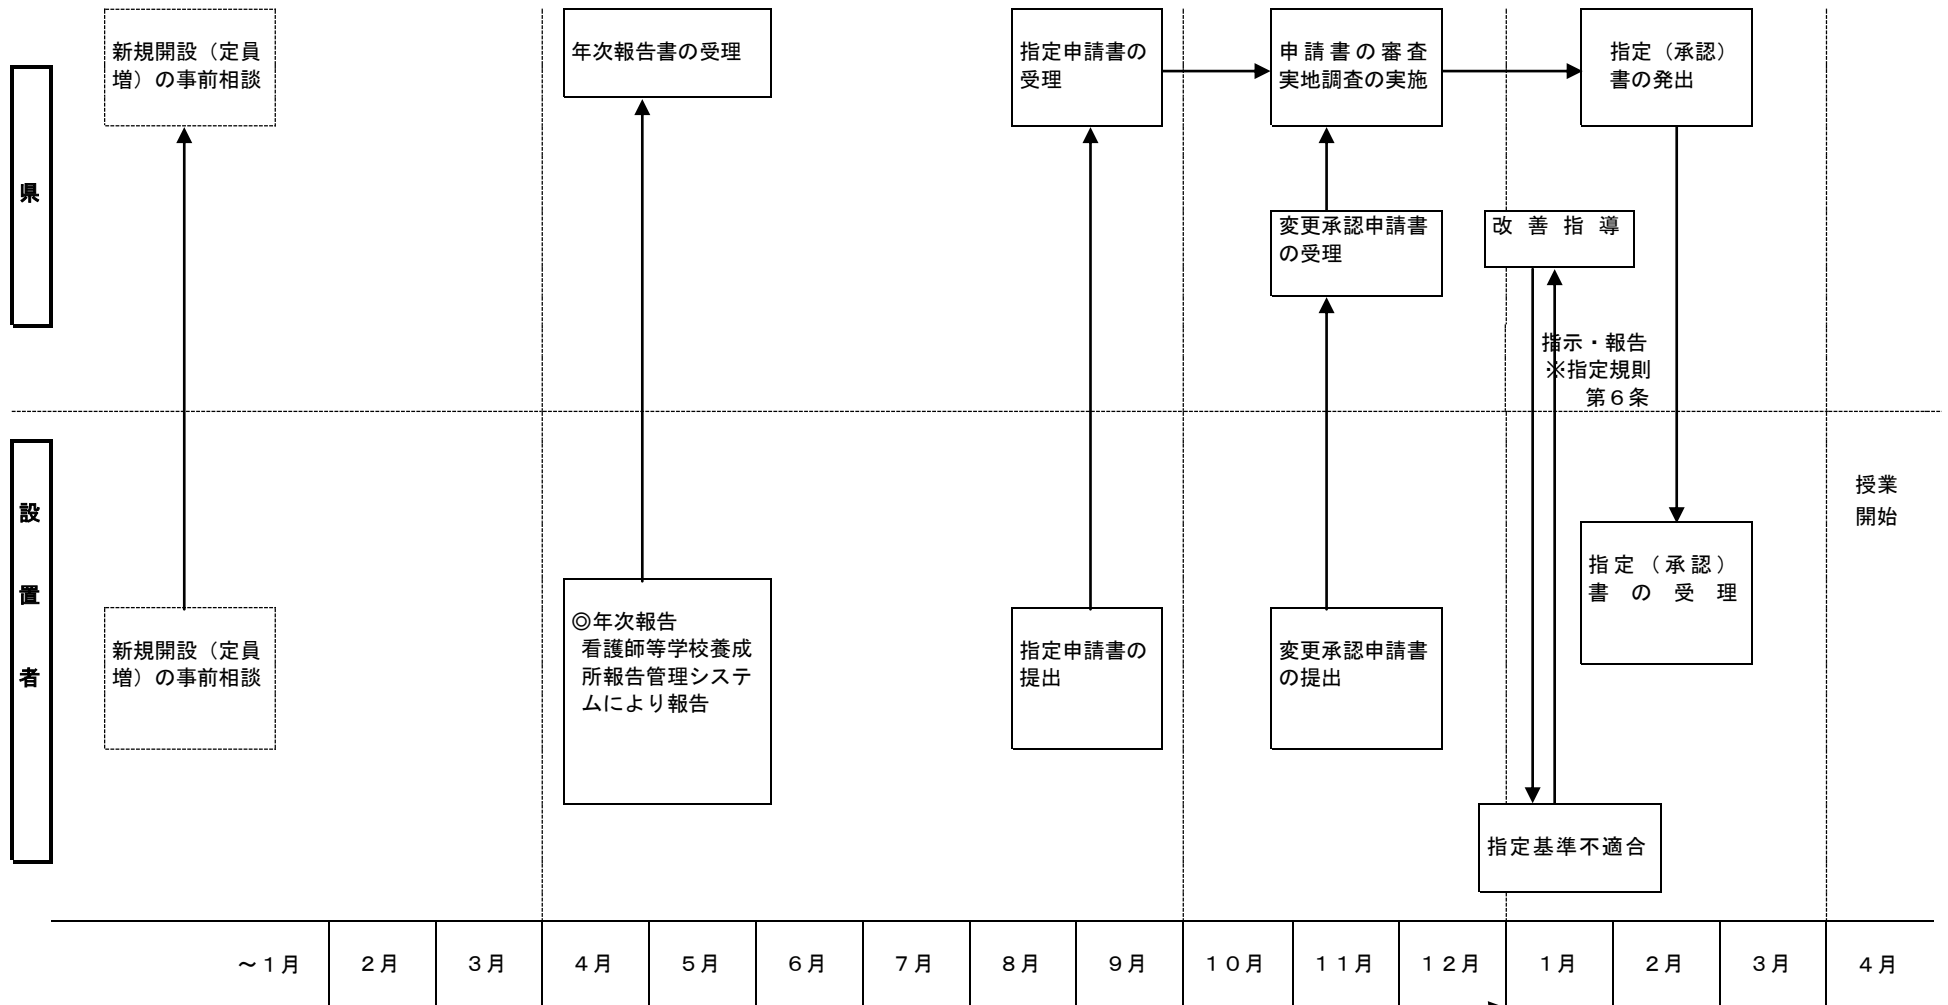 県
新規開設（定員
増）の事前相談
年次報告書の受理
指定申請書の
受理
申請書の審査
実地調査の実施
指定（承認）
書の発出
変更承認申請書
の受理
改善指導
指示・報告
※指定規則
第６条
設置者
新規開設（定員
増）の事前相談
◎年次報告
看護師等学校養成
所報告管理システ
ムにより報告
指定申請書の
提出
変更承認申請書
の提出
指定（承認）
書の受理
指定基準不適合
授業
開始
～１月 ２月 ３月 ４月 ５月 ６月 ７月 ８月 ９月 １０月 １１月 １２月 １月 ２月 ３月 ４月